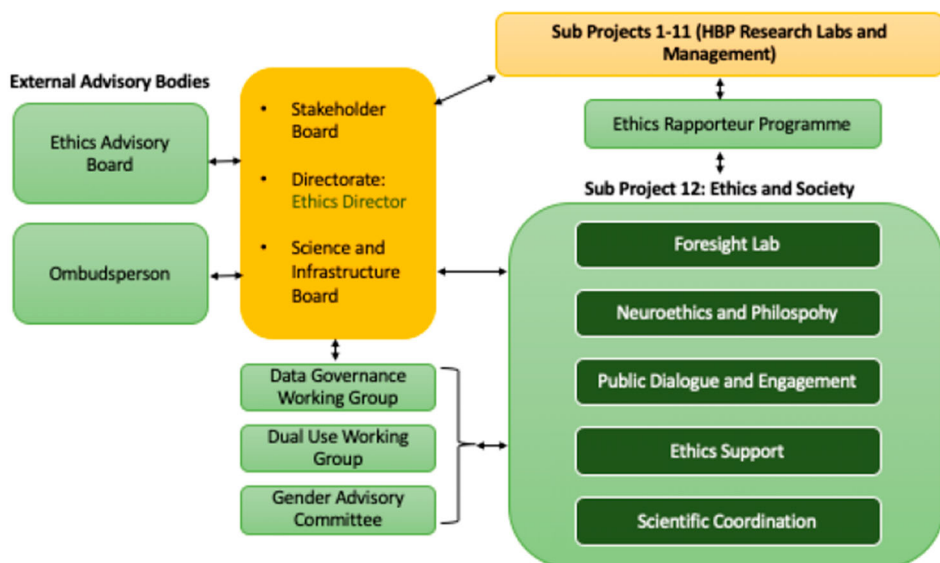 Sub Projects 1-11 (HBP Research Labs and
Management)
External Advisory Bodies
Ethics Advisory
Board
Ombudsperson
• Stakeholder
Board
• Directorate:
Ethics Director
• Science and
Infrastructure
Board
Ethics Rapporteur Programme
Sub Project 12: Ethics and Society
Foresight Lab
Neuroethics and Philospohy
Public Dialogue and Engagement
Ethics Support
Scientific Coordination
Data Governance
Working Group
Dual Use Working
Group
Gender Advisory
Committee